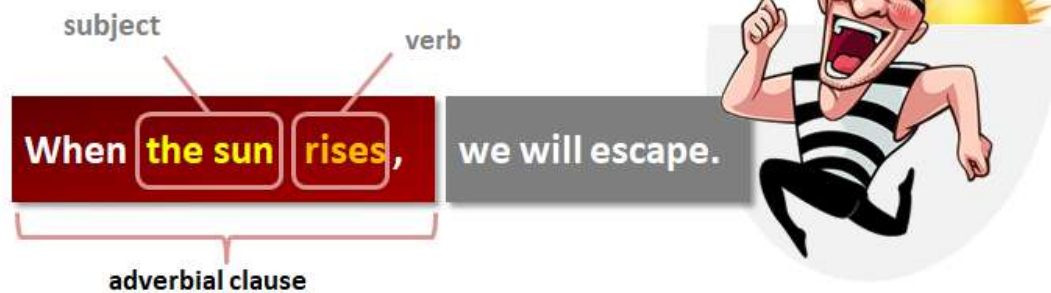 subject
verb
When the sun rises, we will escape.
adverbial clause